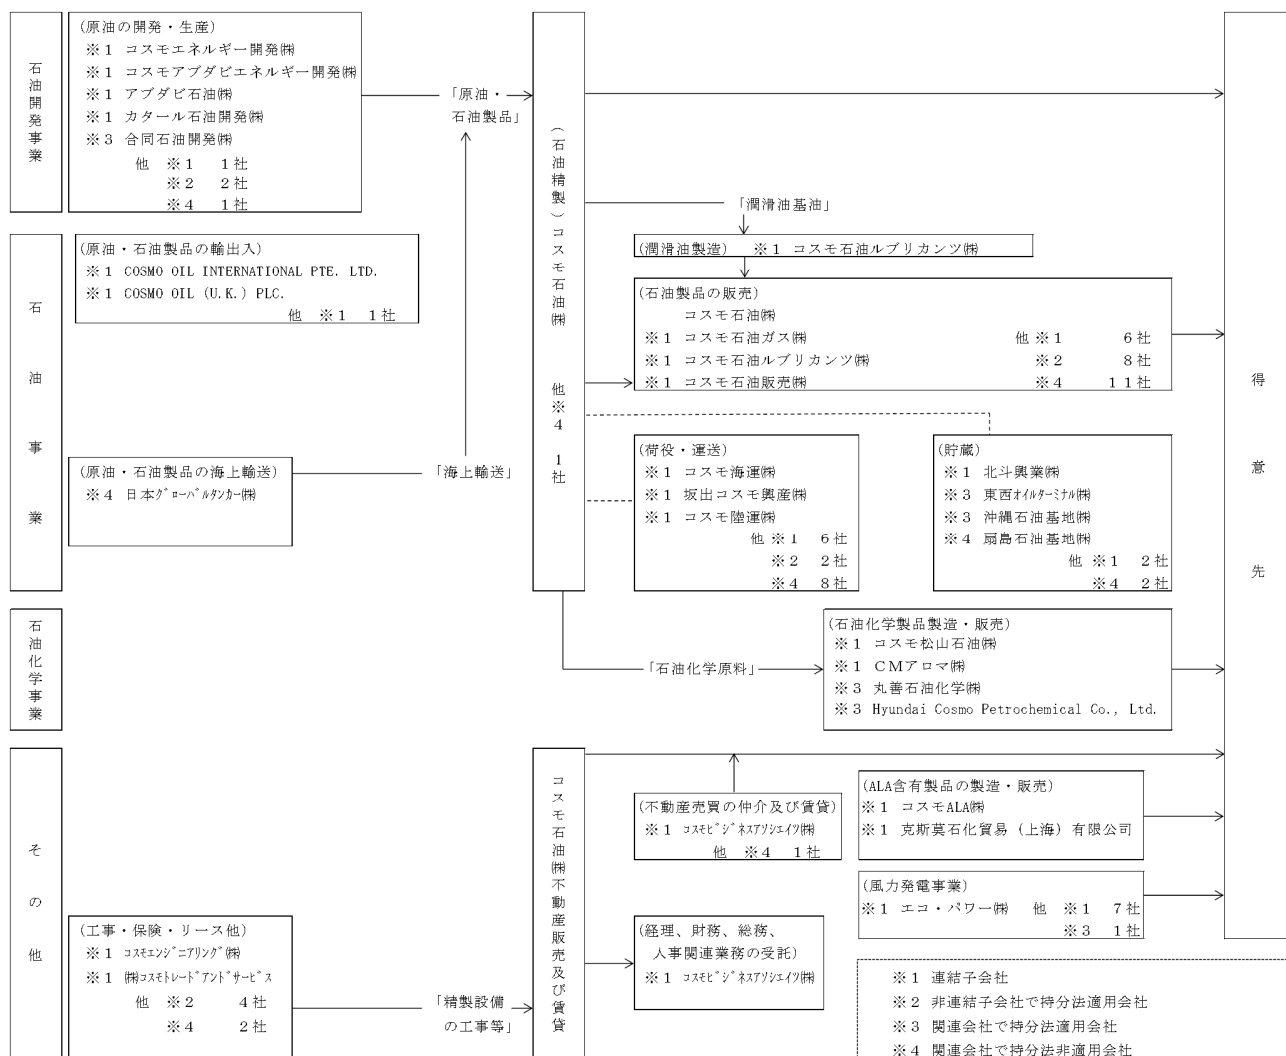 石油開発事業
(原油の開発・生産)
※1 コスモエネルギー開発㈱
※1 コスモアブダビエネルギー開発㈱
※1 アブダビ石油㈱
※1 カタール石油開発㈱
※3 合同石油開発㈱
他 ※1 1社
※2 2社
※4 1社
「原油・
石油製品」
(石油精製)コスモ石油㈱ 他※4 1社
得意先
石油事業
(原油・石油製品の輸出入)
※1 COSMO OIL INTERNATIONAL PTE. LTD.
※1 COSMO OIL (U.K.) PLC.
他 ※1 1社
「潤滑油基油」
(潤滑油製造) ※1 コスモ石油ルブリカンツ㈱
(石油製品の販売)
コスモ石油㈱
※1 コスモ石油ガス㈱ 他※1 6社
※1 コスモ石油ルブリカンツ㈱ ※2 8社
※1 コスモ石油販売㈱ ※4 11社
(原油・石油製品の海上輸送)
※4 日本グローバルタンカー㈱
「海上輸送」
(荷役・運送)
※1 コスモ海運㈱
※1 坂出コスモ興産㈱
※1 コスモ陸運㈱
他※1 6社
※2 2社
※4 8社
(貯蔵)
※1 北斗興業㈱
※3 東西オイルターミナル㈱
※3 沖縄石油基地㈱
※4 扇島石油基地㈱
他 ※1 2社
※4 2社
石油化学事業
「石油化学原料」
(石油化学製品製造・販売)
※1 コスモ松山石油㈱
※1 CMアロマ㈱
※3 丸善石油化学㈱
※3 Hyundai Cosmo Petrochemical Co., Ltd.
その他
コスモ石油㈱不動産販売及び賃貸
(不動産売買の仲介及び賃貸)
※1 コスモビジネスアソシエイツ㈱
他 ※4 1社
(ALA含有製品の製造・販売)
※1 コスモALA㈱
※1 克斯莫石化貿易(上海)有限公司
(風力発電事業)
※1 エコ・パワー㈱ 他 ※1 7社
※3 1社
(工事・保険・リース他)
※1 コスモエンジニアリング㈱
※1 ㈱コスモトレードアンドサービス
他 ※2 4社
※4 2社
「精製設備
の工事等」
(経理、財務、総務、
人事関連業務の受託)
※1 コスモビジネスアソシエイツ㈱
※1 連結子会社
※2 非連結子会社で持分法適用会社
※3 関連会社で持分法適用会社
※4 関連会社で持分法非適用会社